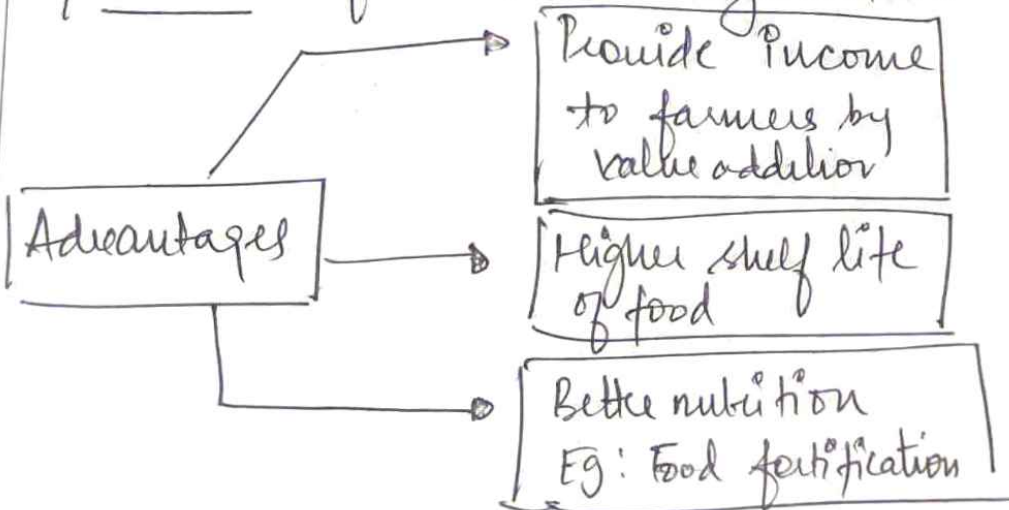 Advantages
Provide income
to farmers by
value addition
Higher shelf life
of food
Better nutrition
Eg: Food fortification